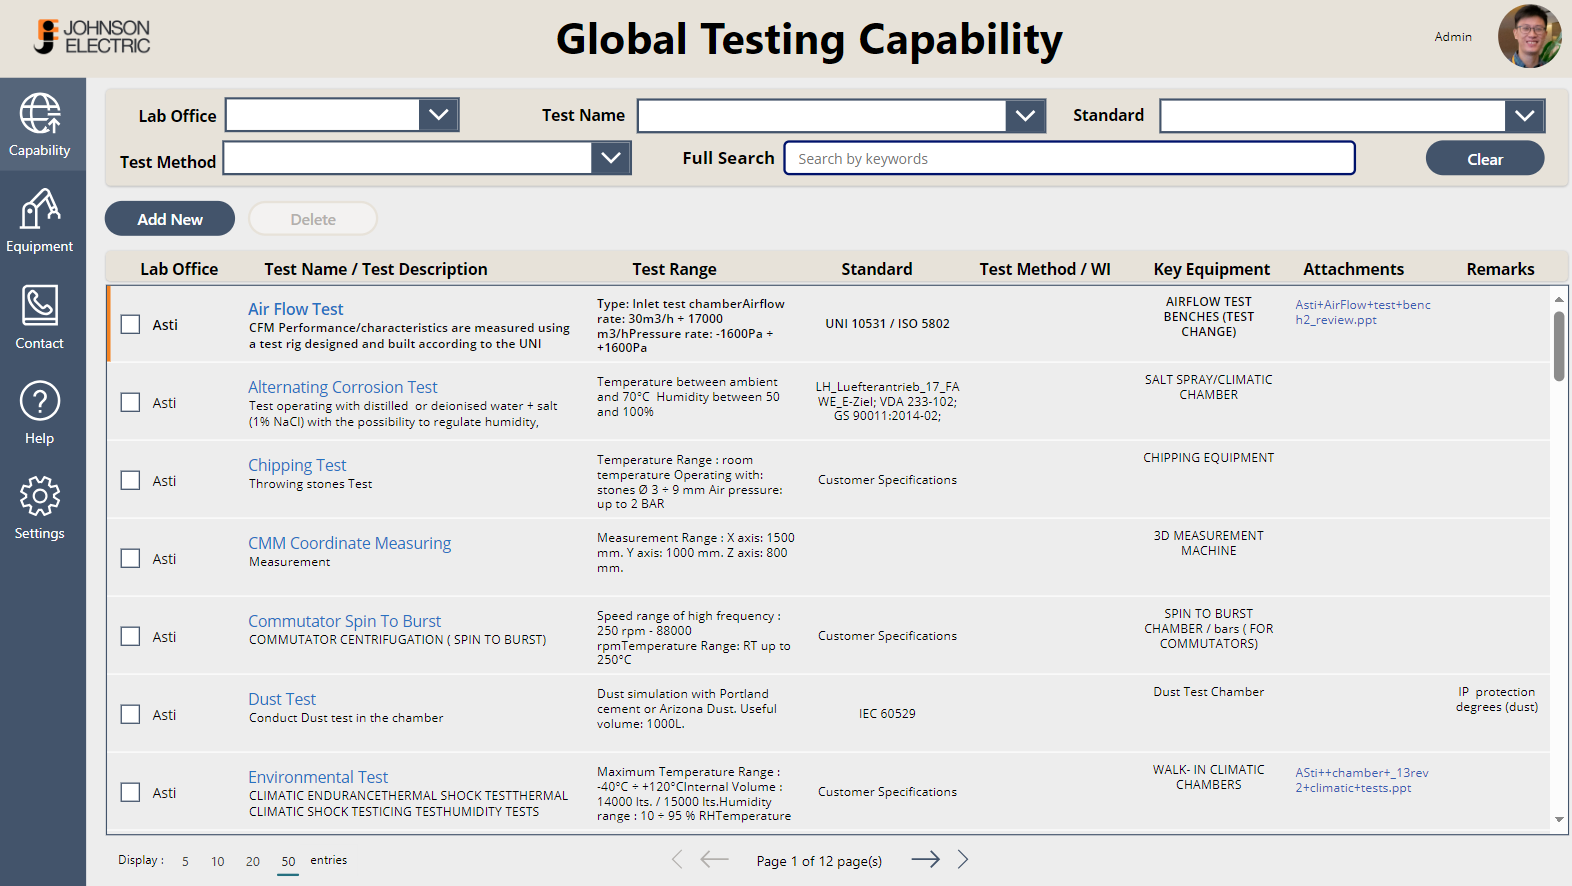 JOHNSON
ELECTRIC
Global Testing Capability
Admin
Capability
Equipment
Contact
Help
Settings
Lab Office
Test Name
Standard
Test Method
Full Search
Search by keywords
Clear
Add New
Delete
Lab Office
Test Name / Test Description
Test Range
Standard
Test Method / WI
Key Equipment
Attachments
Remarks
Asti
Air Flow Test
CFM Performance/characteristics are measured using
a test rig designed and built according to the UNI
Type: Inlet test chamberAirflow
rate: 30m3/h ÷ 17000
m3/hPressure rate: -1600Pa ÷
+1600Pa
UNI 10531 / ISO 5802
AIRFLOW TEST
BENCHES (TEST
CHANGE)
Asti+AirFlow+test+benc
h2_review.ppt
Asti
Alternating Corrosion Test
Test operating with distilled  or deionised water + salt
(1% NaCl) with the possibility to regulate humidity,
Temperature between ambient
and 70°C  Humidity between 50
and 100%
LH_Luefterantrieb_17_FA
WE_E-Ziel; VDA 233-102;
GS 90011:2014-02;
SALT SPRAY/CLIMATIC
CHAMBER
Asti
Chipping Test
Throwing stones Test
Temperature Range : room
temperature Operating with:
stones Ø 3 ÷ 9 mm Air pressure:
up to 2 BAR
Customer Specifications
CHIPPING EQUIPMENT
Asti
CMM Coordinate Measuring
Measurement
Measurement Range : X axis: 1500
mm. Y axis: 1000 mm. Z axis: 800
mm.
3D MEASUREMENT
MACHINE
Asti
Commutator Spin To Burst
COMMUTATOR CENTRIFUGATION ( SPIN TO BURST)
Speed range of high frequency :
250 rpm - 88000
rpmTemperature Range: RT up to
250°C
Customer Specifications
SPIN TO BURST
CHAMBER / bars ( FOR
COMMUTATORS)
Asti
Dust Test
Conduct Dust test in the chamber
Dust simulation with Portland
cement or Arizona Dust. Useful
volume: 1000L.
IEC 60529
Dust Test Chamber
IP  protection
degrees (dust)
Asti
Environmental Test
CLIMATIC ENDURANCETHERMAL SHOCK TESTTHERMAL
CLIMATIC SHOCK TESTICING TESTHUMIDITY TESTS
Maximum Temperature Range :
-40°C ÷ +120°CInternal Volume :
14000 lts. / 15000 lts.Humidity
range : 10 ÷ 95 % RHTemperature
Customer Specifications
WALK- IN CLIMATIC
CHAMBERS
ASti++chamber+_13rev
2+climatic+tests.ppt
Display :
5
10
20
50
entries
Page 1 of 12 page(s)